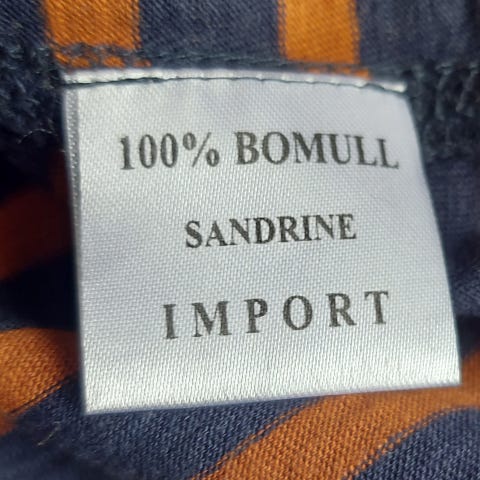 100% BOMULL
SANDRINE
IMPORT